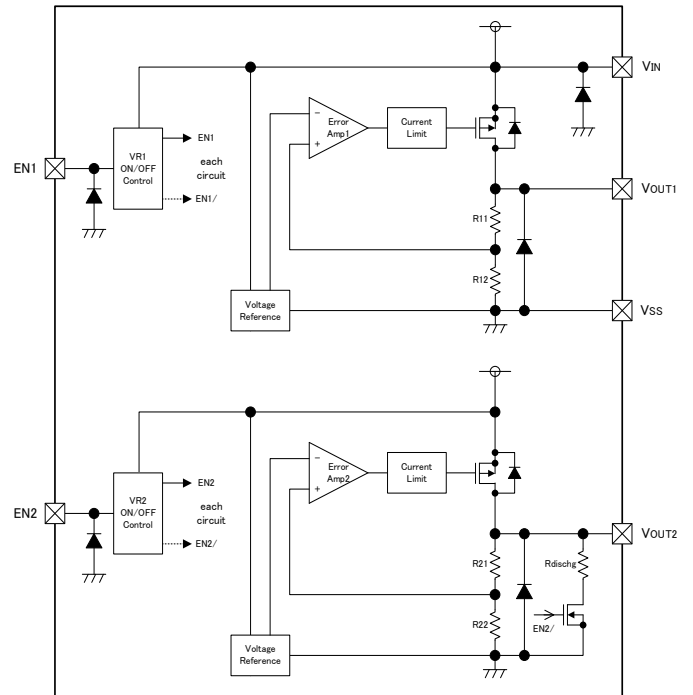 VIN
EN1
VR1
ON/OFF
Control
EN1
each
circuit
EN1/
−
+
Error
Amp1
Current
Limit
VOUT1
R11
R12
Voltage
Reference
VSS
EN2
VR2
ON/OFF
Control
EN2
each
circuit
EN2/
−
+
Error
Amp2
Current
Limit
VOUT2
R21
Rdischg
EN2/
R22
Voltage
Reference